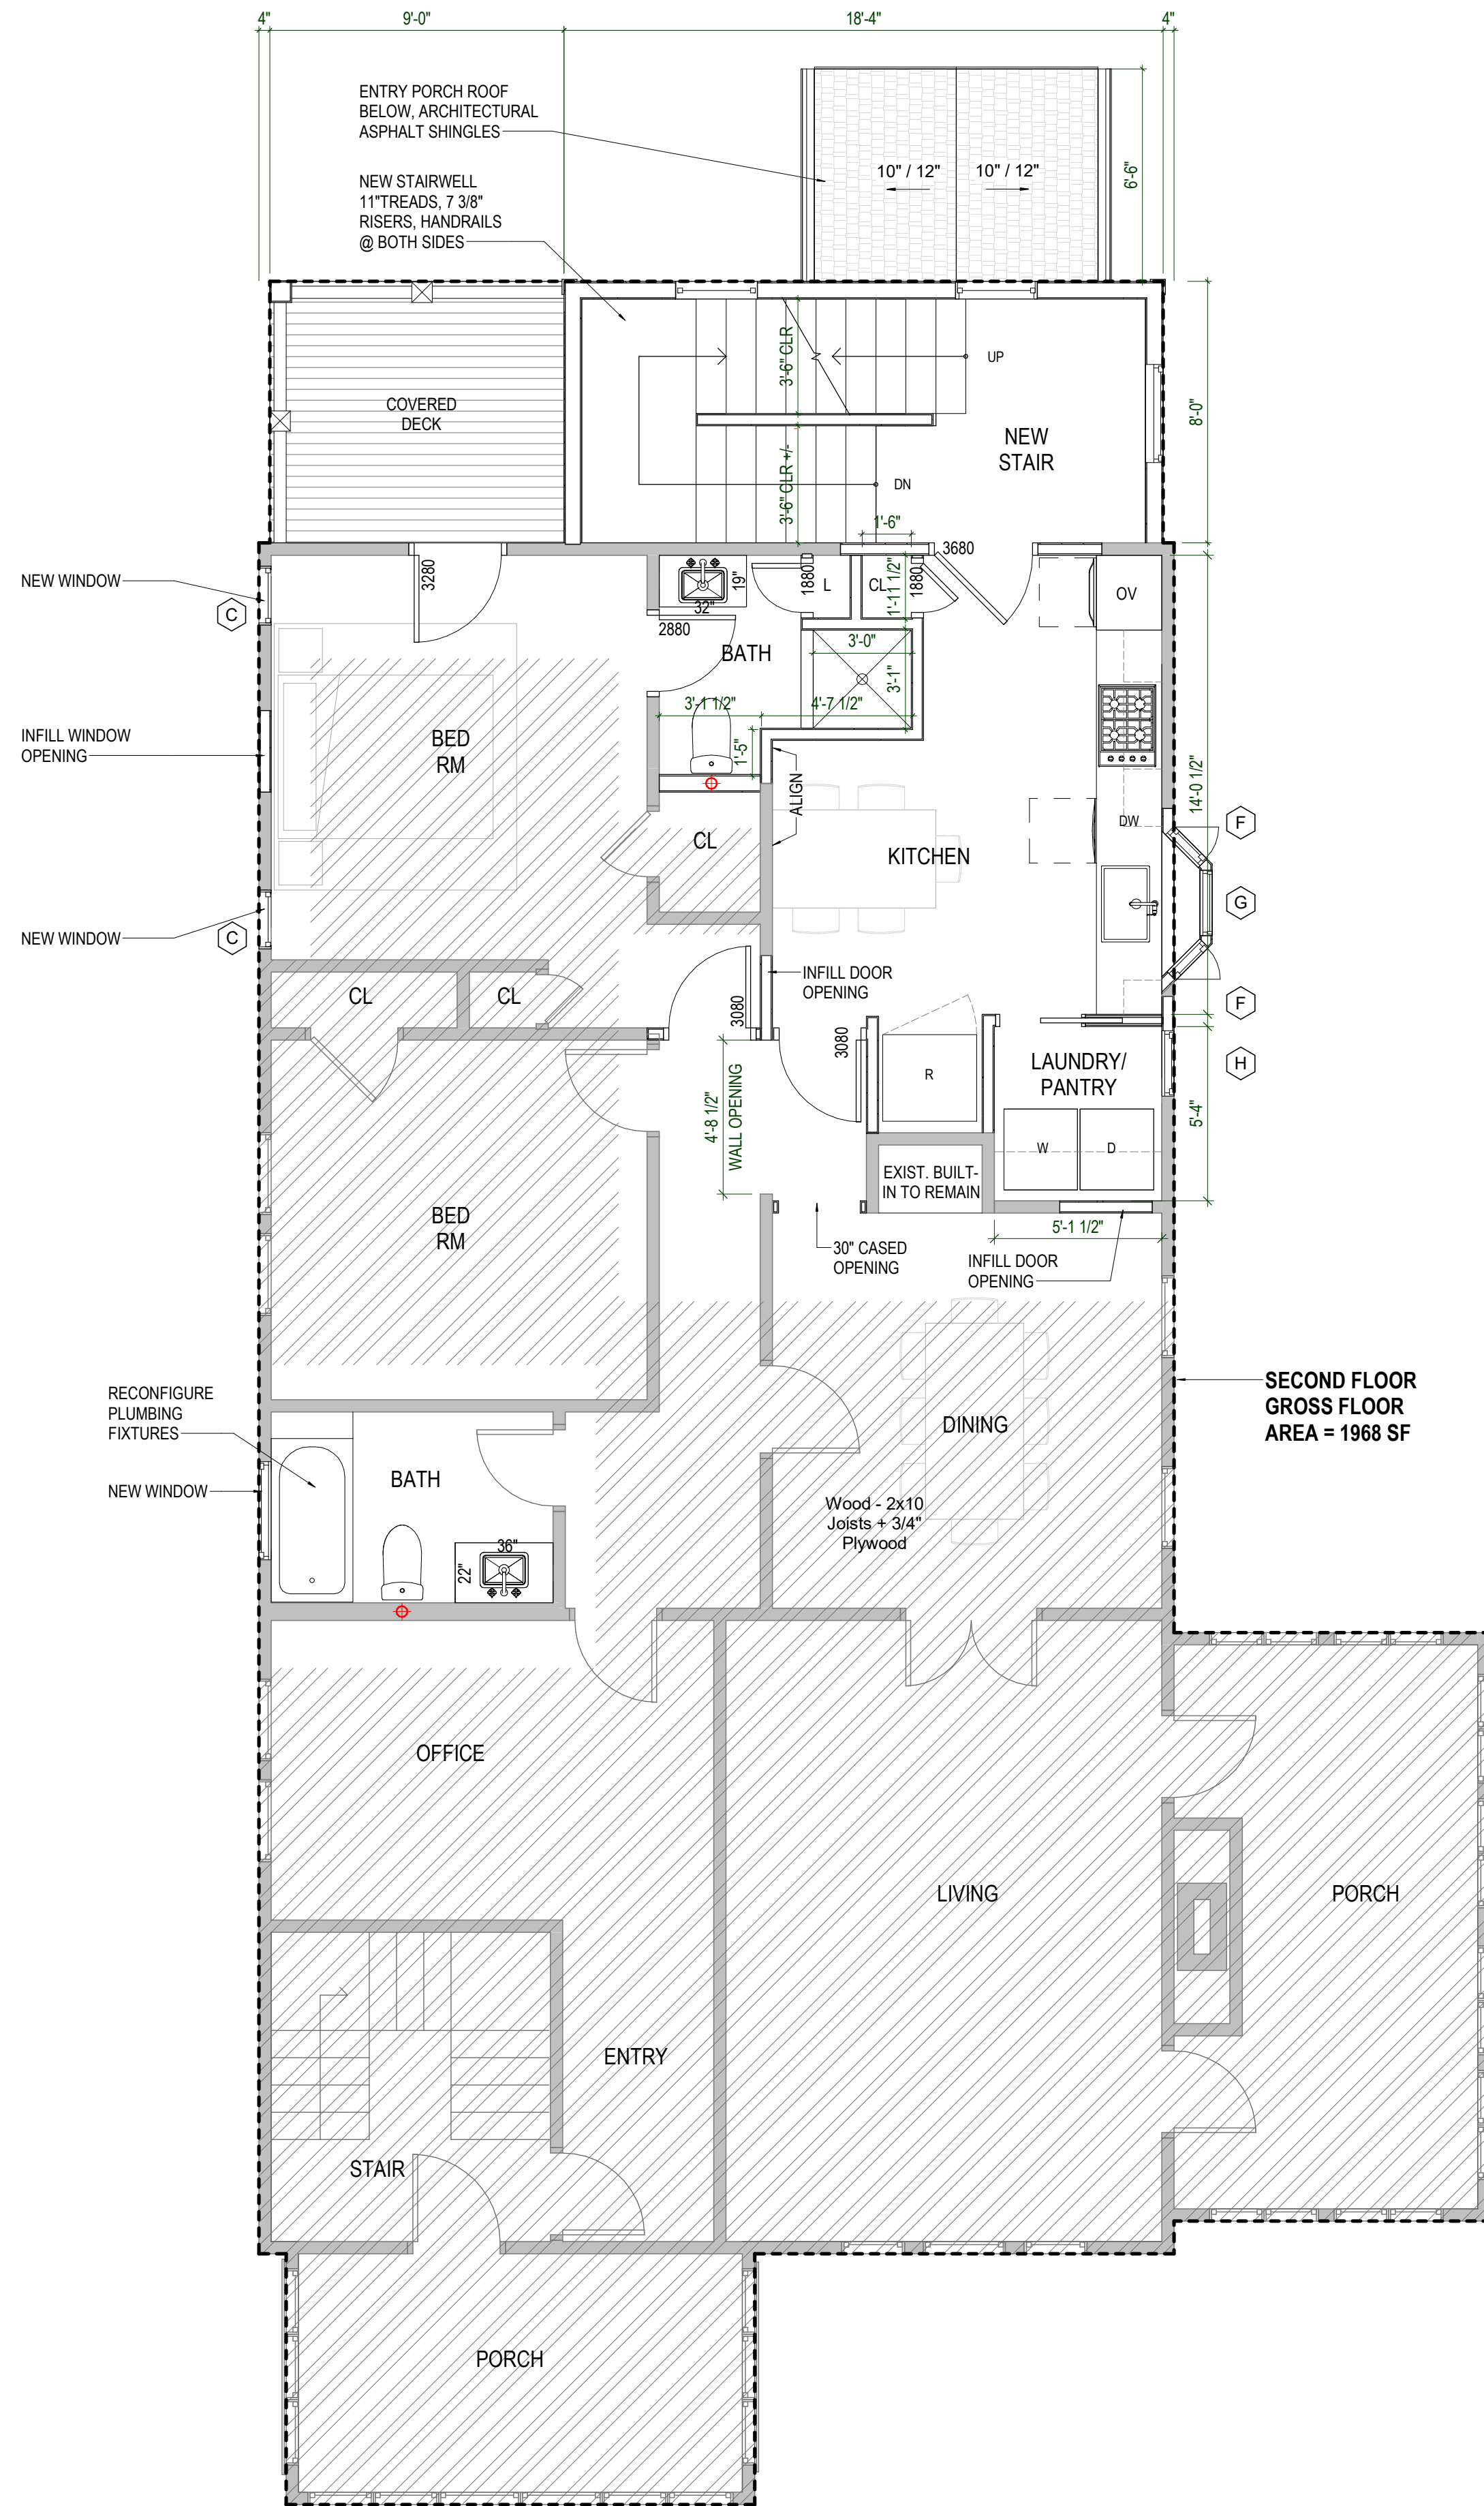 4"
9'-0"
18'-4"
4"
ENTRY PORCH ROOF
BELOW, ARCHITECTURAL
ASPHALT SHINGLES
10" / 12"
10" / 12"
6'-6"
NEW STAIRWELL
11"TREADS, 7 3/8"
RISERS, HANDRAILS
@ BOTH SIDES
3'-6" CLR
UP
COVERED
DECK
8'-0"
NEW
STAIR
3'-6" CLR +/-
DN
1'-6"
3680
NEW WINDOW
C
3280
19"
32"
1880
L
CL
1'-11 1/2"
1880
OV
2880
BATH
3'-0"
3'-1"
3'-1 1/2"
4'-7 1/2"
INFILL WINDOW
OPENING
BED
RM
1'-5"
ALIGN
14'-0 1/2"
CL
KITCHEN
DW
F
G
NEW WINDOW
C
INFILL DOOR
OPENING
CL
CL
3080
F
3080
R
LAUNDRY/
PANTRY
H
4'-8 1/2"
WALL OPENING
5'-4"
W
D
EXIST. BUILT-
IN TO REMAIN
BED
RM
5'-1 1/2"
30" CASED
OPENING
INFILL DOOR
OPENING
SECOND FLOOR
GROSS FLOOR
AREA = 1968 SF
RECONFIGURE
PLUMBING
FIXTURES
DINING
BATH
NEW WINDOW
Wood - 2x10
Joists + 3/4"
Plywood
36"
22"
OFFICE
LIVING
PORCH
ENTRY
STAIR
PORCH